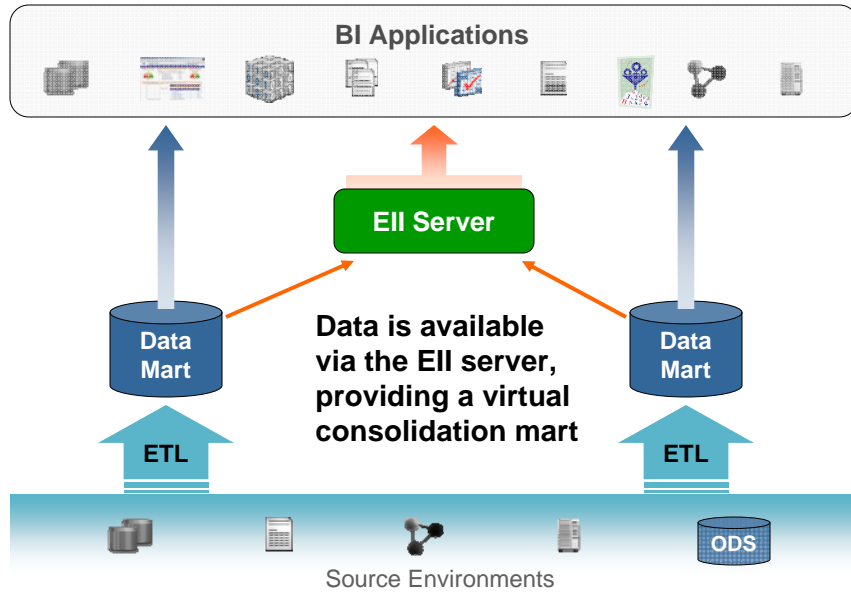 BI Applications
EII Server
Data
Mart
Data is available
via the EII server,
providing a virtual
consolidation mart
Data
Mart
ETL
ETL
ODS
Source Environments